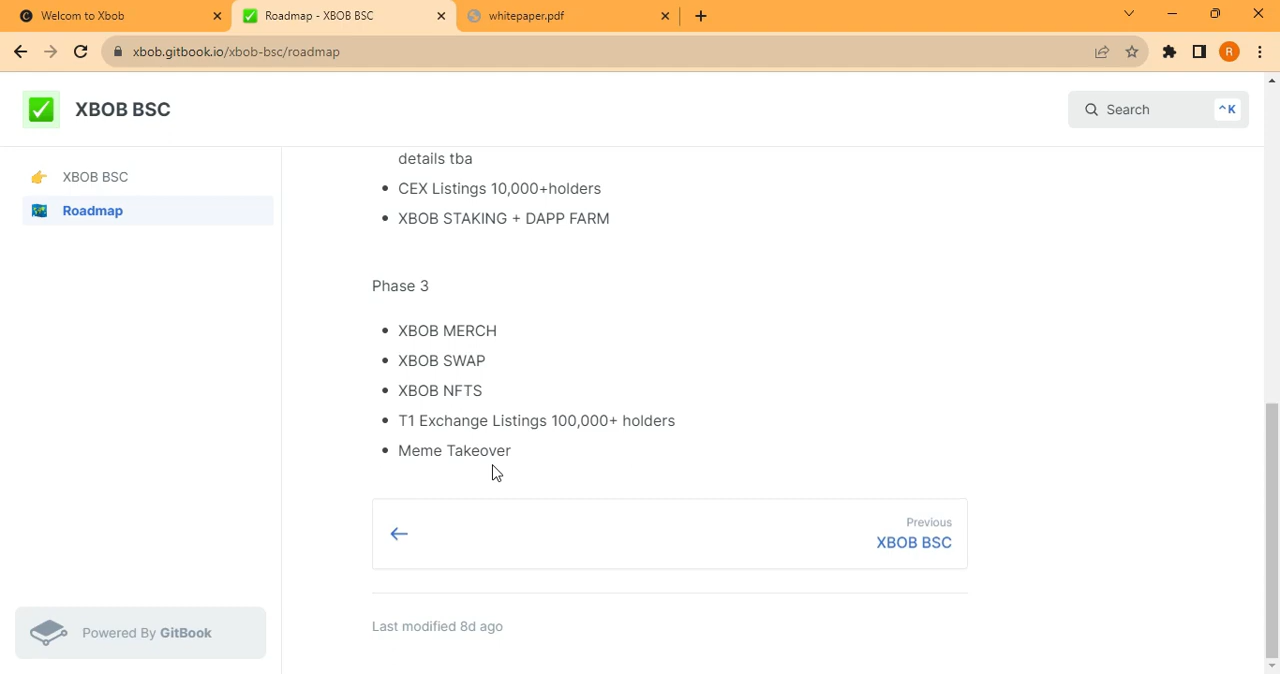 Welcom to Xbob
Roadmap - XBOB BSC
whitepaper.pdf
xbob.gitbook.io/xbob-bsc/roadmap
R
XBOB BSC
Search
^K
XBOB BSC
Roadmap
details tba
CEX Listings 10,000+holders
XBOB STAKING + DAPP FARM
Phase 3
XBOB MERCH
XBOB SWAP
XBOB NFTS
T1 Exchange Listings 100,000+ holders
Meme Takeover
Previous
XBOB BSC
Powered By GitBook
Last modified 8d ago